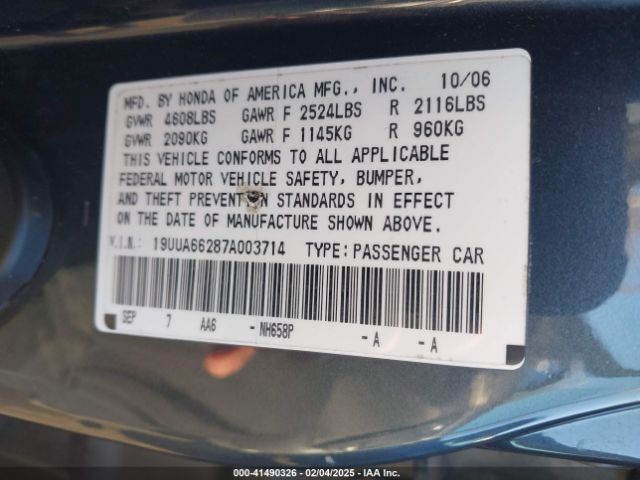 MFD. BY HONDA OF AMERICA MFG., INC. 10/06
GVWR 4608LBS GAWR F 2524LBS R 2116LBS
GVWR 2090KG GAWR F 1145KG R 960KG
THIS VEHICLE CONFORMS TO ALL APPLICABLE
FEDERAL MOTOR VEHICLE SAFETY, BUMPER,
AND THEFT PREVENTION STANDARDS IN EFFECT
ON THE DATE OF MANUFACTURE SHOWN ABOVE.
V.I.N.: 19UUA66287A003714 TYPE: PASSENGER CAR
SEP 7 AA6 - NH658P - A - A
000-41490326 - 02/04/2025 - IAA Inc.